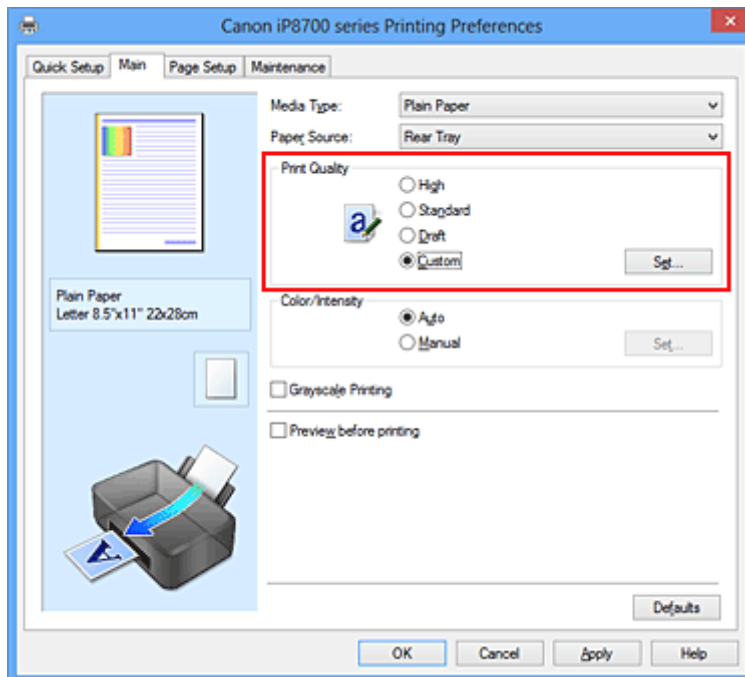 Canon iP8700 series Printing Preferences
Quick Setup Main Page Setup Maintenance
Media Type: Plain Paper
Paper Source: Rear Tray
Print Quality
High
a Standard
Draft
Custom Set...
Plain Paper
Letter 8.5"x11" 22x28cm
Color/Intensity
Auto
Manual Set...
Grayscale Printing
Preview before printing
A
Defaults
OK Cancel Apply Help